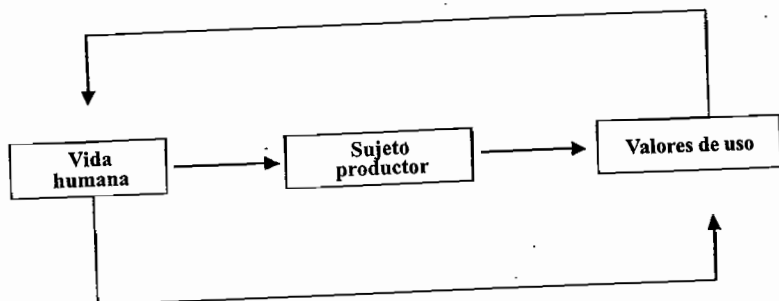 Vida
humana
Sujeto
productor
Valores de uso